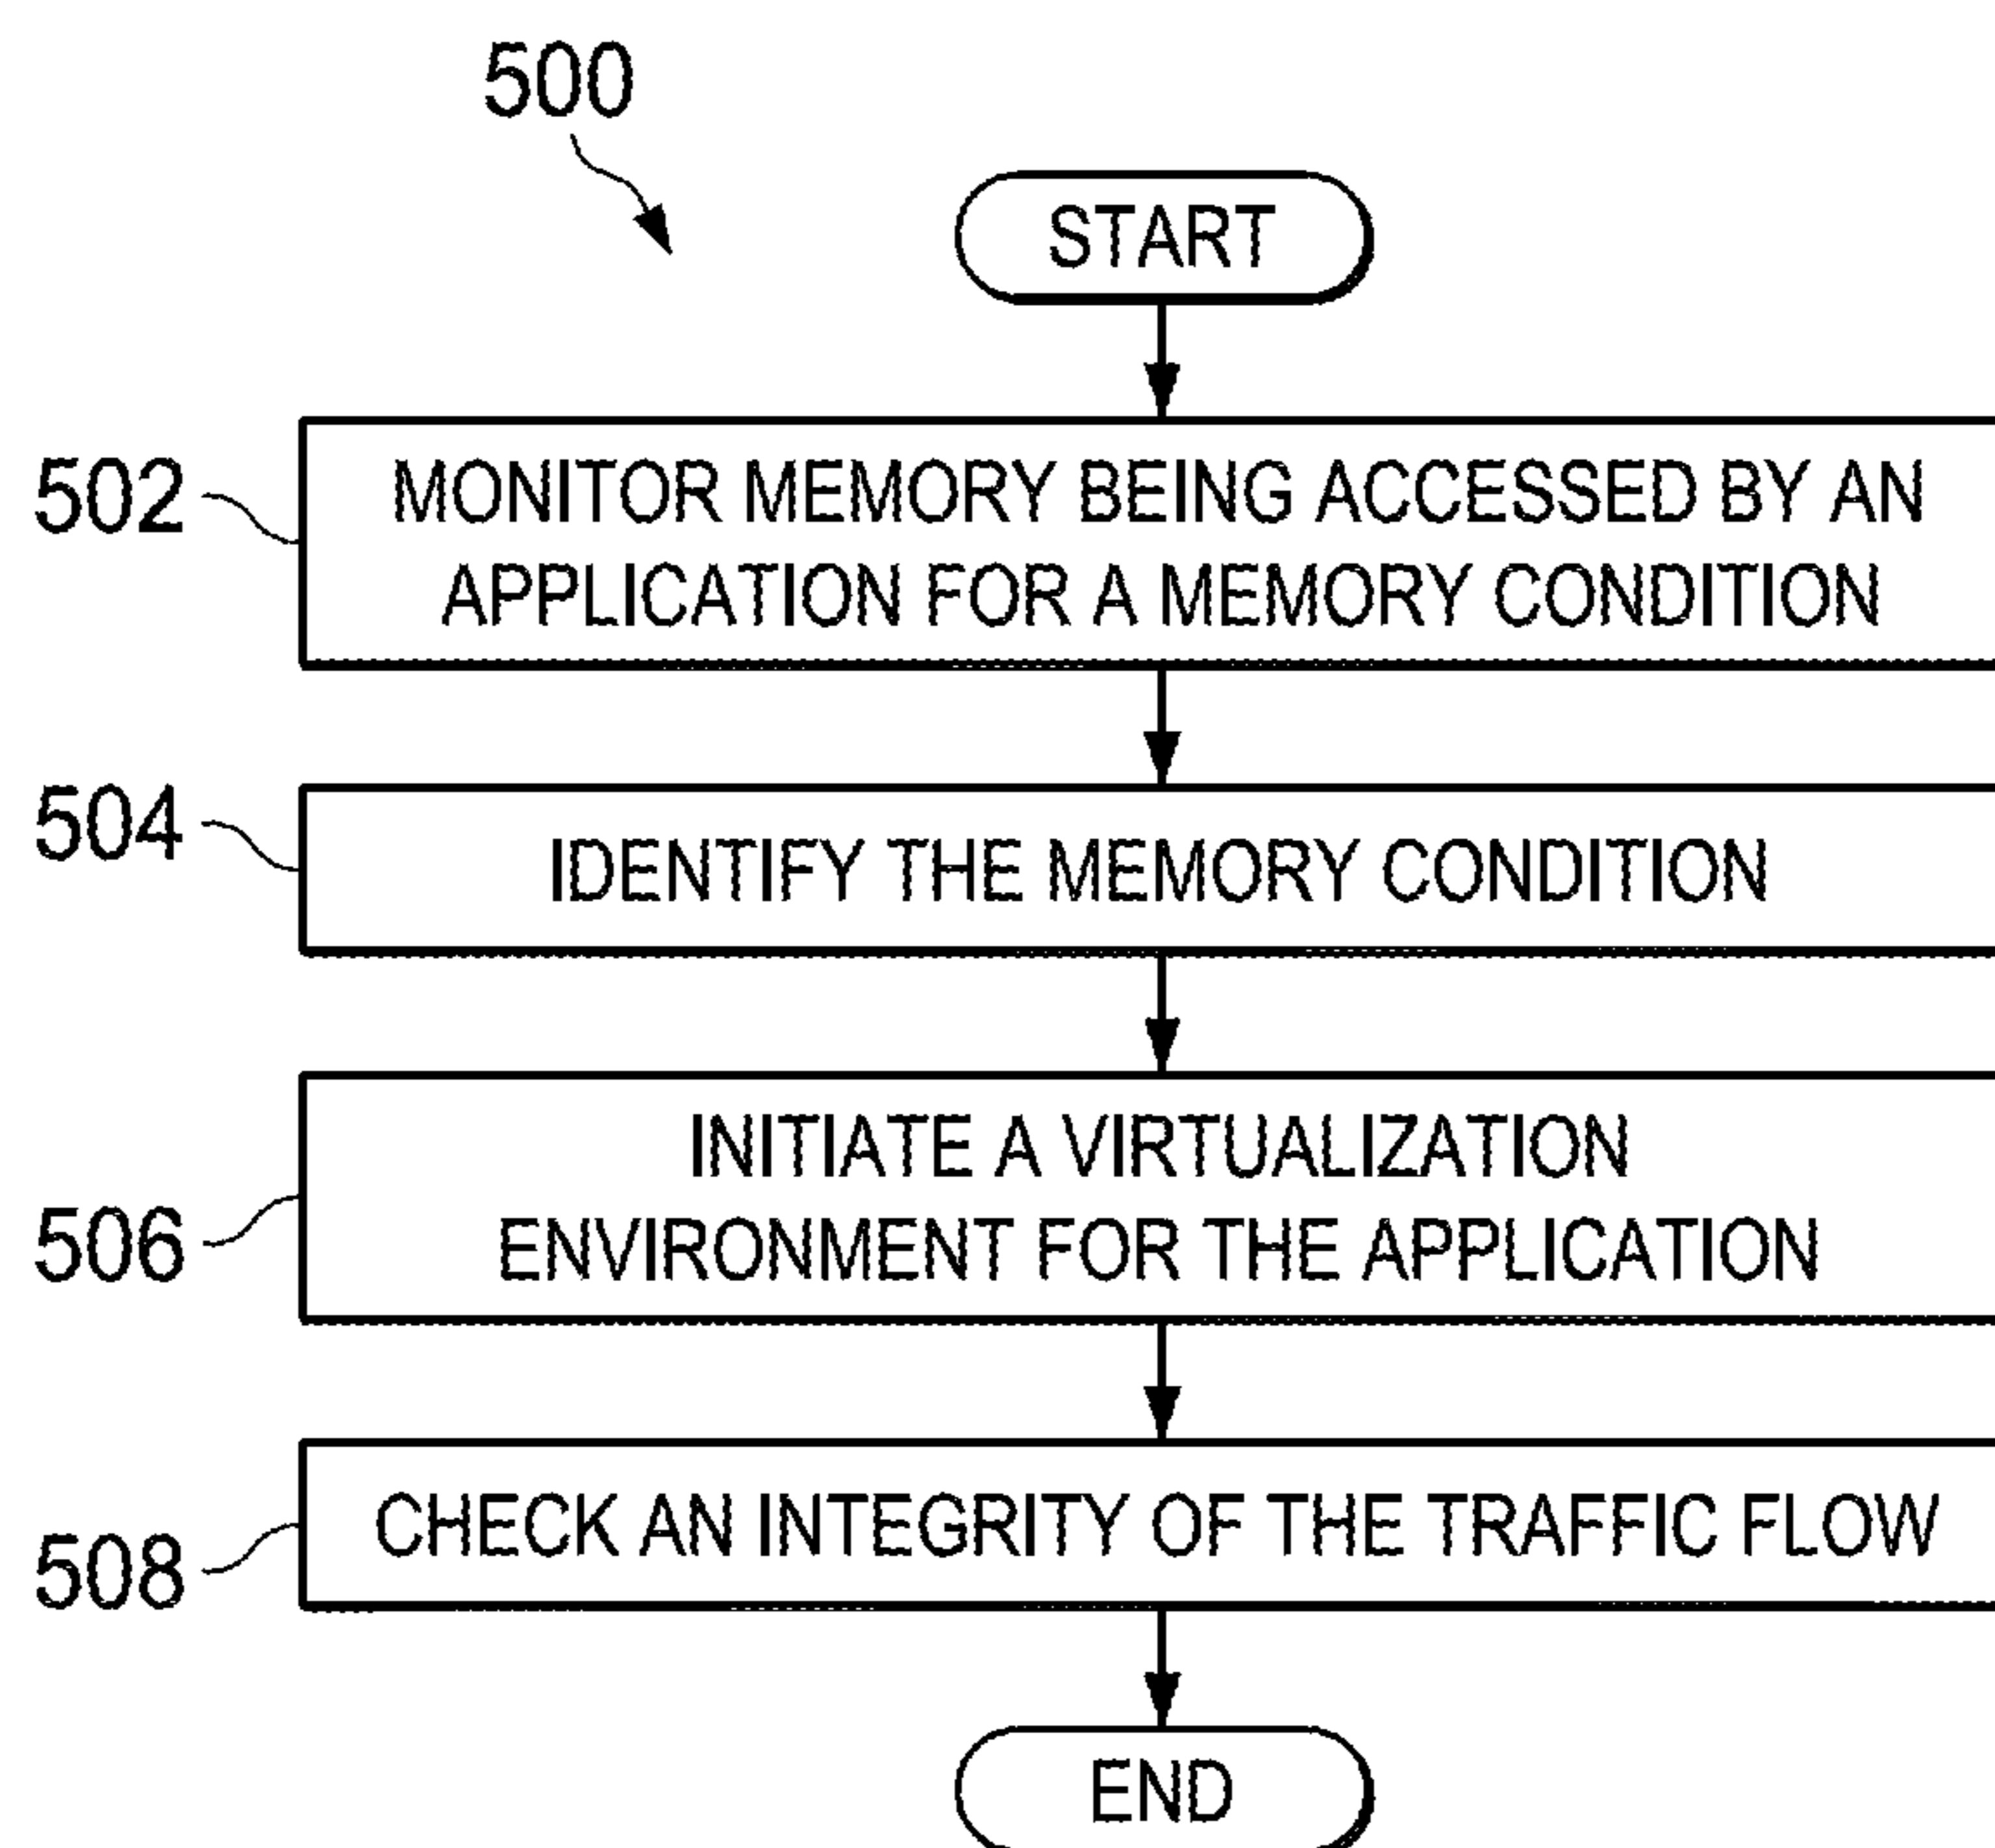 500
START
502
MONITOR MEMORY BEING ACCESSED BY AN
APPLICATION FOR A MEMORY CONDITION
504
IDENTIFY THE MEMORY CONDITION
INITIATE A VIRTUALIZATION
506
ENVIRONMENT FOR THE APPLICATION
CHECK AN INTEGRITY OF THE TRAFFIC FLOW
508
END